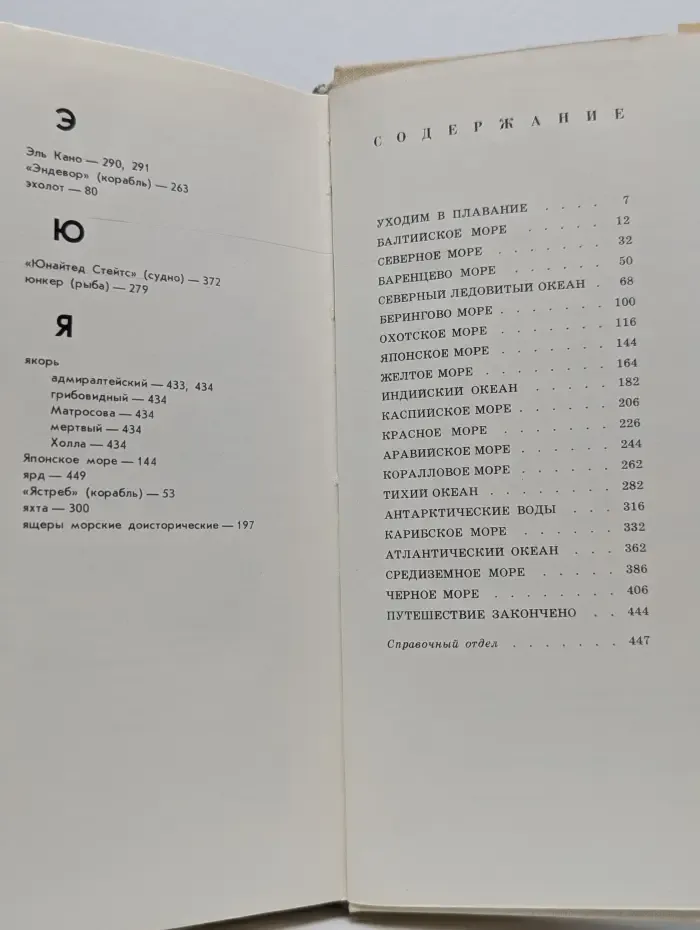 Э
Эль Кано — 290, 291
«Эндевор» (корабль) — 263
эхолот — 80
Ю
«Юнайтед Стейтс» (судно) — 372
юнкер (рыба) — 279
Я
якорь
адмиралтейский — 433, 434
грибовидный — 434
Матросова — 434
мертвый — 434
Холла — 434
Японское море — 144
ярд — 449
«Ястреб» (корабль) — 53
яхта — 300
ящеры морские доисторические — 197
СОДЕРЖАНИЕ
УХОДИМ В ПЛАВАНИЕ . . . . 7
БАЛТИЙСКОЕ МОРЕ . . . . . 12
СЕВЕРНОЕ МОРЕ . . . . . . . 32
БАРЕНЦЕВО МОРЕ . . . . . . 50
СЕВЕРНЫЙ ЛЕДОВИТЫЙ ОКЕАН . 68
БЕРИНГОВО МОРЕ . . . . . . 100
ОХОТСКОЕ МОРЕ . . . . . . . 116
ЯПОНСКОЕ МОРЕ . . . . . . . 144
ЖЕЛТОЕ МОРЕ . . . . . . . . 164
ИНДИЙСКИЙ ОКЕАН . . . . . 182
КАСПИЙСКОЕ МОРЕ . . . . . . 206
КРАСНОЕ МОРЕ . . . . . . . 226
АРАВИЙСКОЕ МОРЕ . . . . . . 244
КОРАЛЛОВОЕ МОРЕ . . . . . . 262
ТИХИЙ ОКЕАН . . . . . . . . 282
АНТАРКТИЧЕСКИЕ ВОДЫ . . . 316
КАРИБСКОЕ МОРЕ . . . . . . 332
АТЛАНТИЧЕСКИЙ ОКЕАН . . . 362
СРЕДИЗЕМНОЕ МОРЕ . . . . . 386
ЧЕРНОЕ МОРЕ . . . . . . . . 406
ПУТЕШЕСТВИЕ ЗАКОНЧЕНО . . 444
Справочный отдел . . . . . . . 447